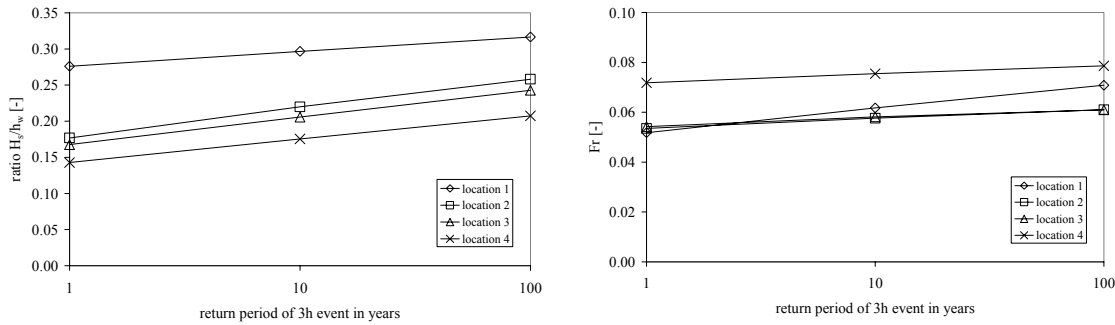 0.35
0.30
0.25
0.20
0.15
0.10
0.05
0.00
ratio Hs/hw [-]
location 1
location 2
location 3
location 4
1
10
100
return period of 3h event in years
0.10
0.08
0.06
0.04
0.02
0.00
Fr [-]
location 1
location 2
location 3
location 4
1
10
100
return period of 3h event in years